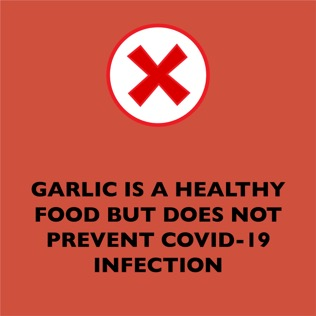 GARLIC IS A HEALTHY
FOOD BUT DOES NOT
PREVENT COVID-19
INFECTION